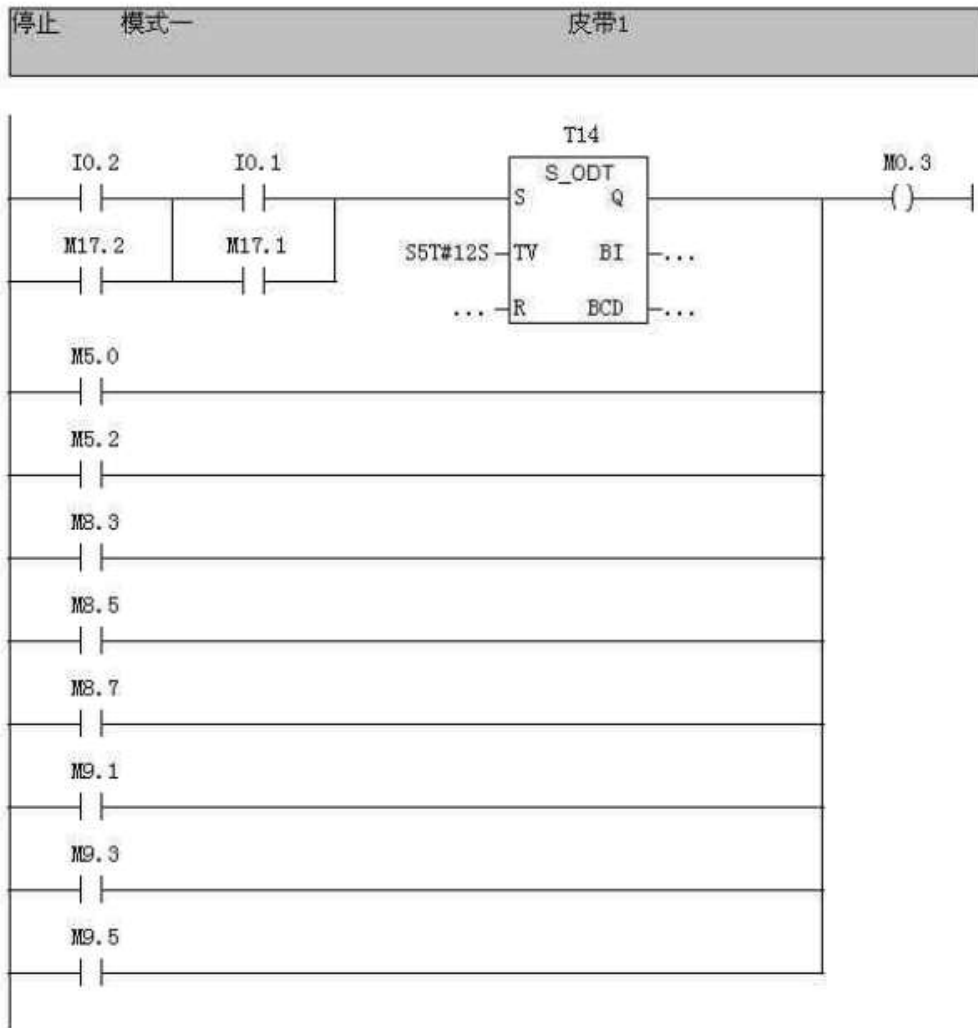 停止 模式一 皮带1
T14
I0.2 I0.1 S_ODT M0.3
S Q
M17.2 M17.1 S5T#12S TV BI ...
... R BCD ...
M5.0
M5.2
M8.3
M8.5
M8.7
M9.1
M9.3
M9.5